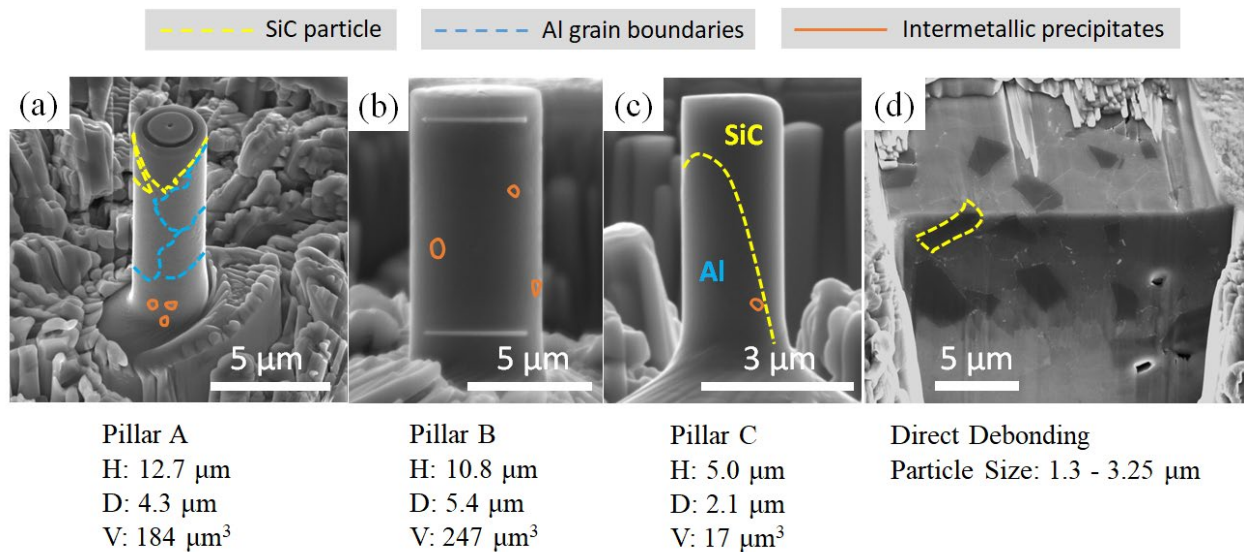 SiC particle
Al grain boundaries
Intermetallic precipitates
(a)
(b)
(c)
(d)
SiC
Al
5 μm
5 μm
3 μm
5 μm
Pillar A
H: 12.7 μm
D: 4.3 μm
V: 184 μm³
Pillar B
H: 10.8 μm
D: 5.4 μm
V: 247 μm³
Pillar C
H: 5.0 μm
D: 2.1 μm
V: 17 μm³
Direct Debonding
Particle Size: 1.3 - 3.25 μm